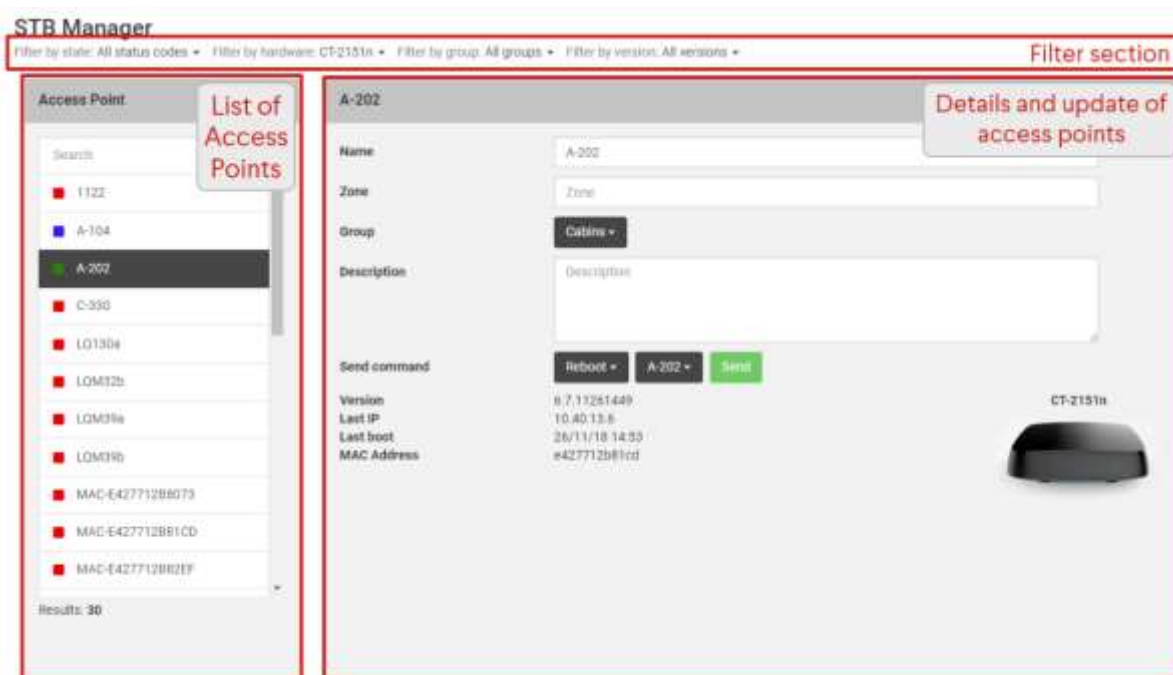 STB Manager
Filter by state: All status codes Filter by hardware: CT-2151n Filter by group: All groups Filter by version: All versions
Filter section
Access Point
List of
Access
Points
Search
1122
A-104
A-202
C-330
LQ130a
LQM32b
LQM39a
LQM39b
MAC-E427712B8073
MAC-E427712B81CD
MAC-E427712B82EF
Results: 30
A-202
Details and update of
access points
Name A-202
Zone Zone
Group Cabins
Description Description
Send command Reboot A-202 Send
Version 6.7.11261449
Last IP 10.40.13.6
Last boot 26/11/18 14:53
MAC Address e427712b81cd
CT-2151n